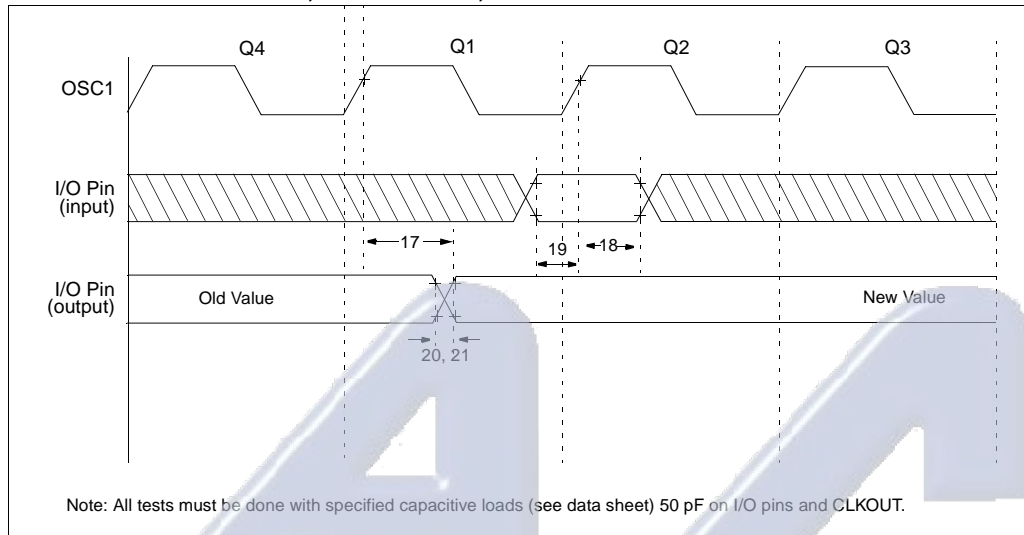 Q4 Q1 Q2 Q3
OSC1
I/O Pin
(input)
17
19
18
I/O Pin
(output)
Old Value
New Value
20, 21
Note: All tests must be done with specified capacitive loads (see data sheet) 50 pF on I/O pins and CLKOUT.